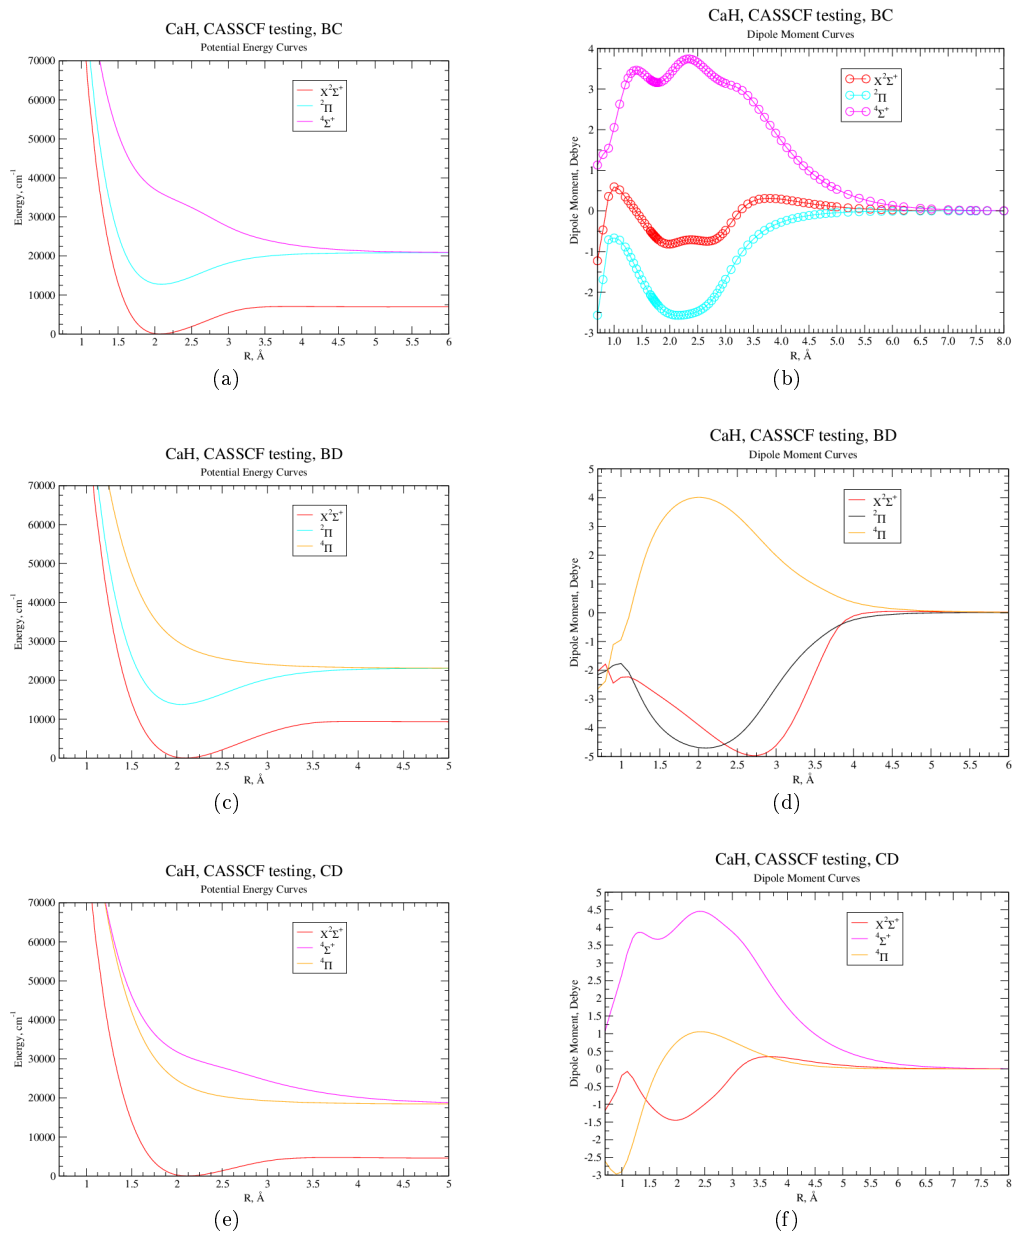 CaH, CASSCF testing, BC
Potential Energy Curves
70000
60000
50000
40000
30000
20000
10000
0
Energy, cm⁻¹
X²Σ⁺
²Π
⁴Σ⁺
1 1.5 2 2.5 3 3.5 4 4.5 5 5.5 6
R, Å
(a)
CaH, CASSCF testing, BC
Dipole Moment Curves
4
3
2
1
0
-1
-2
-3
Dipole Moment, Debye
X²Σ⁺
²Π
⁴Σ⁺
1.0 1.5 2.0 2.5 3.0 3.5 4.0 4.5 5.0 5.5 6.0 6.5 7.0 7.5 8.0
R, Å
(b)
CaH, CASSCF testing, BD
Potential Energy Curves
70000
60000
50000
40000
30000
20000
10000
0
Energy, cm⁻¹
X²Σ⁺
²Π
⁴Π
1 1.5 2 2.5 3 3.5 4 4.5 5
R, Å
(c)
CaH, CASSCF testing, BD
Dipole Moment Curves
5
4
3
2
1
0
-1
-2
-3
-4
-5
Dipole Moment, Debye
X²Σ⁺
²Π
⁴Π
1 1.5 2 2.5 3 3.5 4 4.5 5 5.5 6
R, Å
(d)
CaH, CASSCF testing, CD
Potential Energy Curves
70000
60000
50000
40000
30000
20000
10000
0
Energy, cm⁻¹
X²Σ⁺
⁴Σ⁺
⁴Π
1 1.5 2 2.5 3 3.5 4 4.5 5
R, Å
(e)
CaH, CASSCF testing, CD
Dipole Moment Curves
5
4.5
4
3.5
3
2.5
2
1.5
1
0.5
0
-0.5
-1
-1.5
-2
-2.5
-3
Dipole Moment, Debye
X²Σ⁺
⁴Σ⁺
⁴Π
1 1.5 2 2.5 3 3.5 4 4.5 5 5.5 6 6.5 7 7.5 8
R, Å
(f)